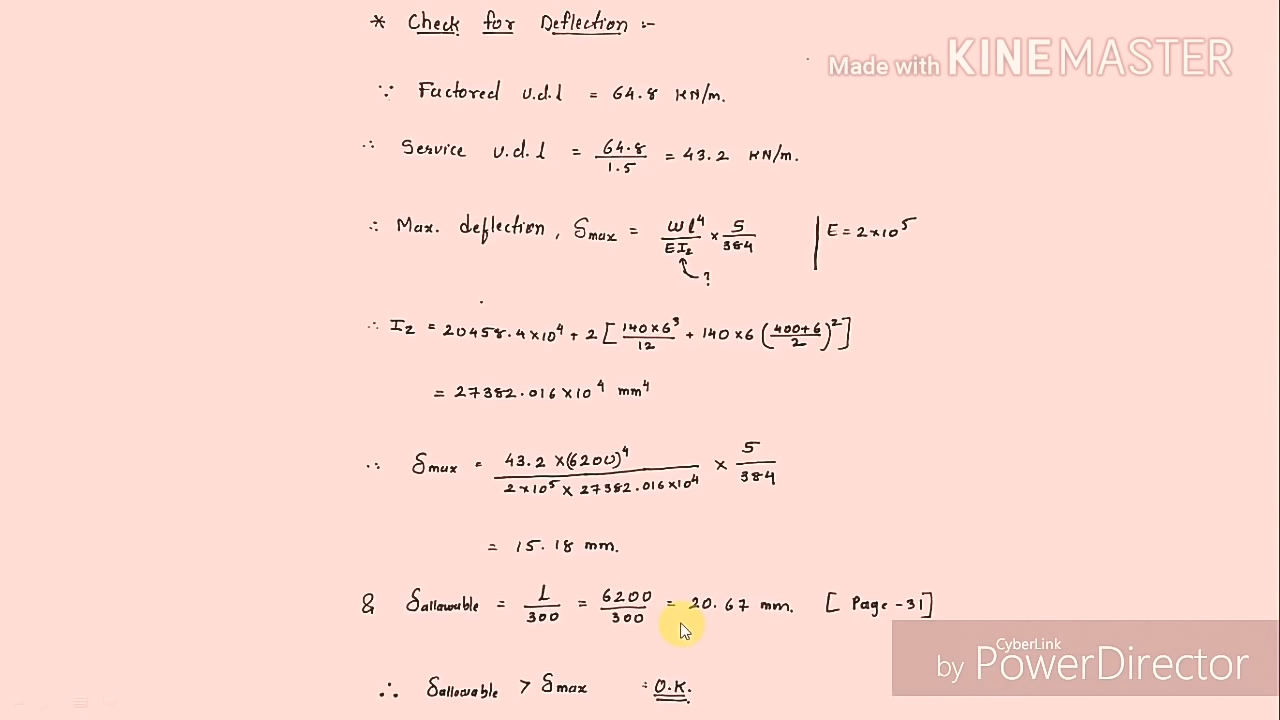 * Check for Deflection :-
Made with KINEMASTER
∵ Factored u.d.l = 64.8 KN/m.
∴ Service u.d.l = 64.8/1.5 = 43.2 KN/m.
∴ Max. deflection, δmax = wl⁴/EIz × 5/384 | E = 2×10⁵
?
∴ Iz = 20458.4×10⁴ + 2 [140×6³/12 + 140×6 (400+6/2)²]
= 27382.016×10⁴ mm⁴
∴ δmax = 43.2×(6200)⁴/2×10⁵×27382.016×10⁴ × 5/384
= 15.18 mm.
& δallowable = L/300 = 6200/300 = 20.67 mm. [Page-31]
∴ δallowable > δmax :O.K.
CyberLink
by PowerDirector